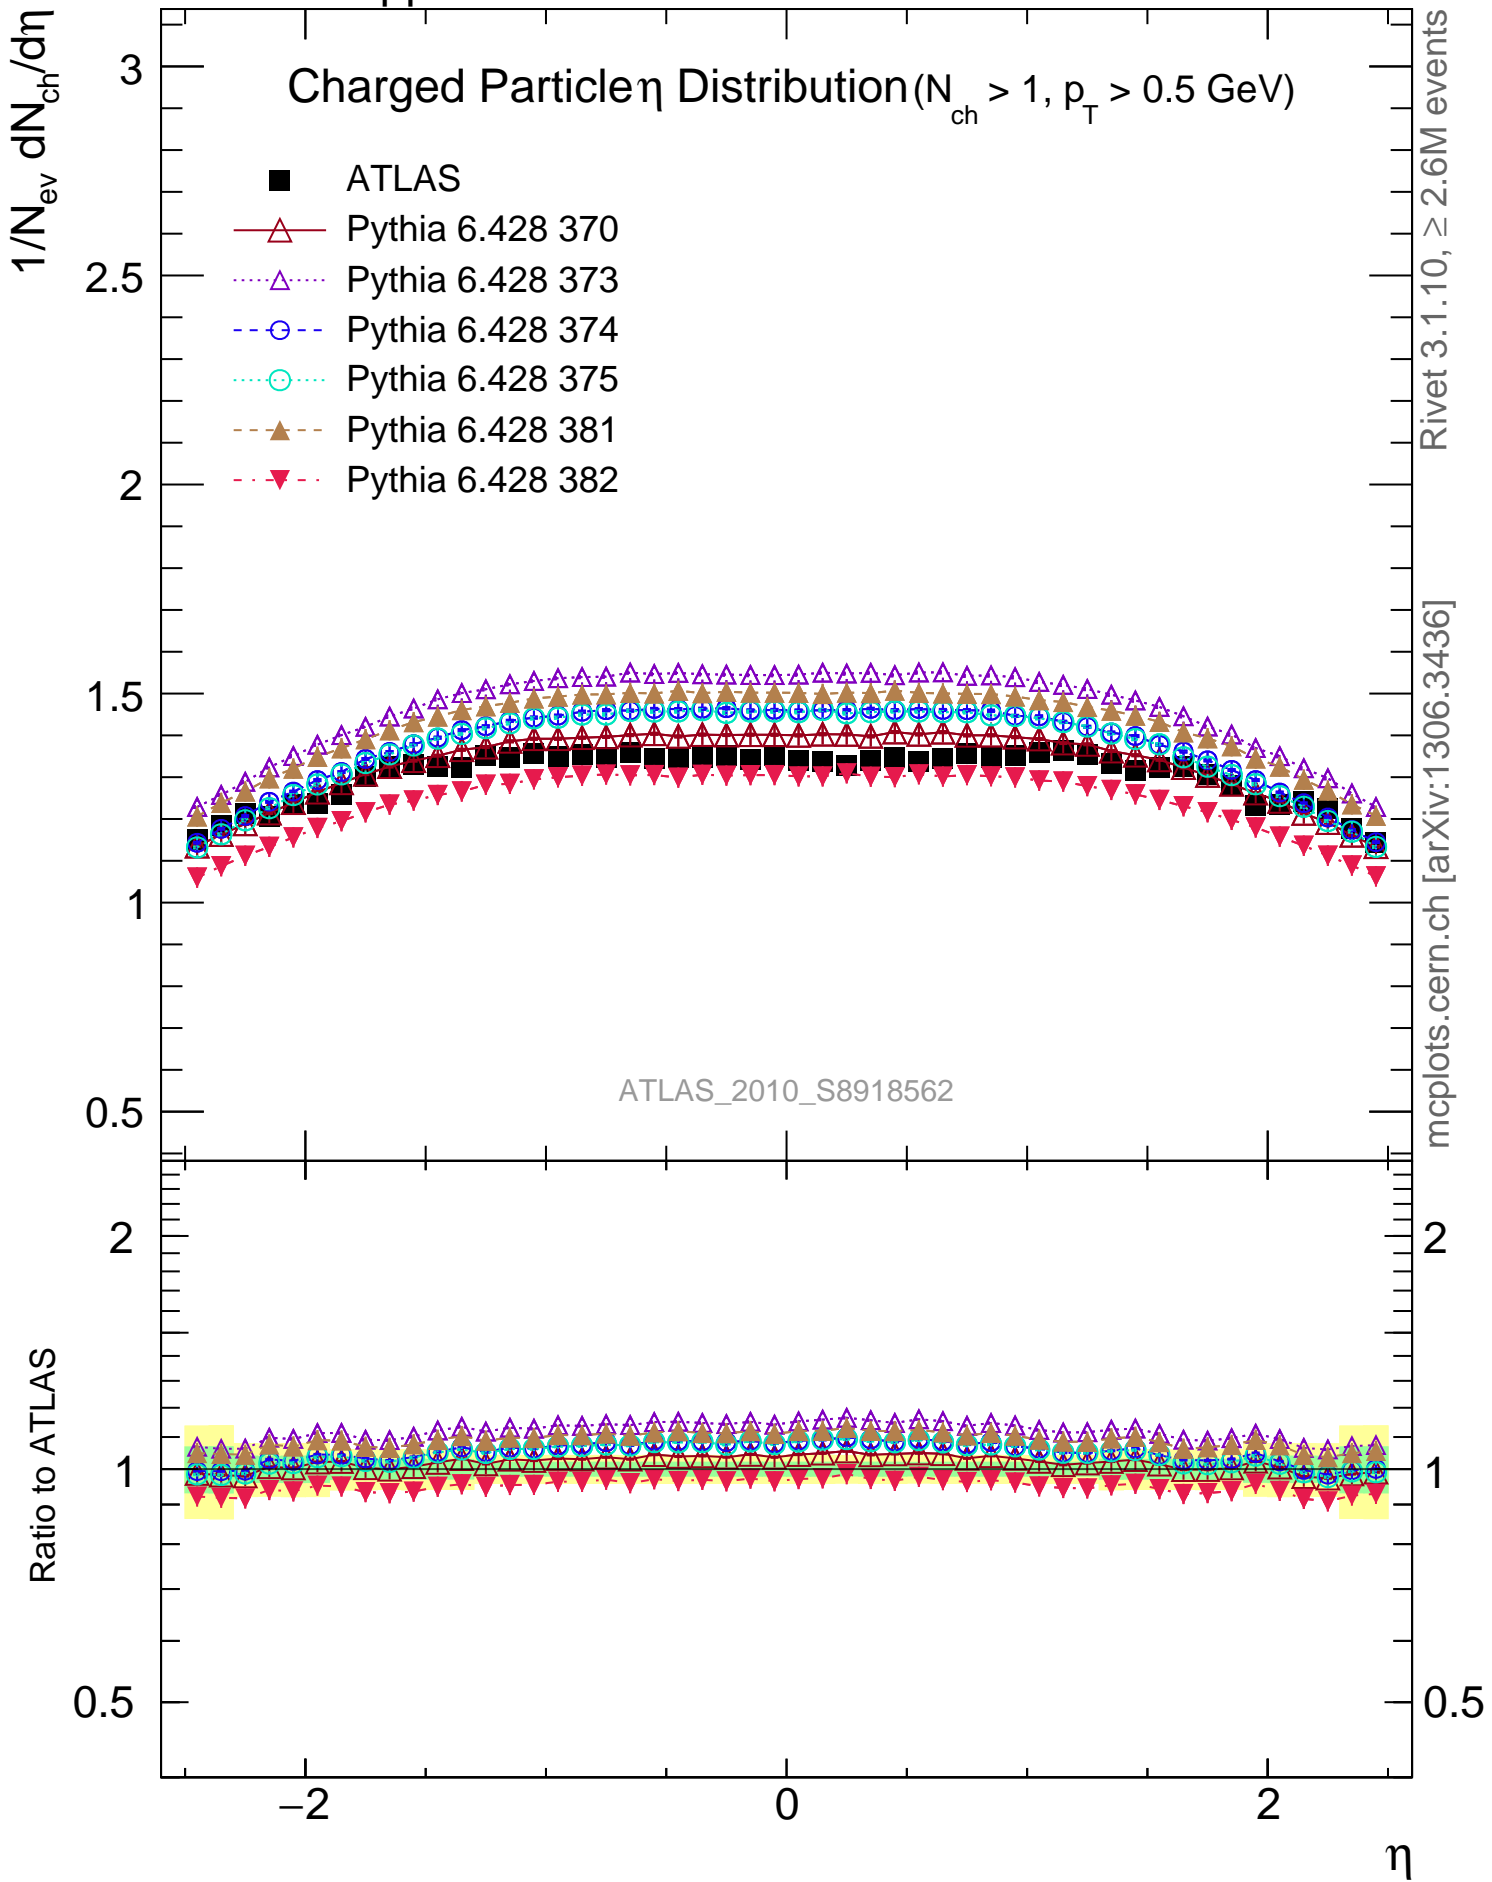 pp
Charged Particle η Distribution (N_ch > 1, p_T > 0.5 GeV)
1/N_ev dN_ch/dη
ATLAS
Pythia 6.428 370
Pythia 6.428 373
Pythia 6.428 374
Pythia 6.428 375
Pythia 6.428 381
Pythia 6.428 382
3
2.5
2
1.5
1
0.5
ATLAS_2010_S8918562
Rivet 3.1.10, ≥ 2.6M events
mcplots.cern.ch [arXiv:1306.3436]
Ratio to ATLAS
2
1
0.5
2
1
0.5
−2
0
2
η